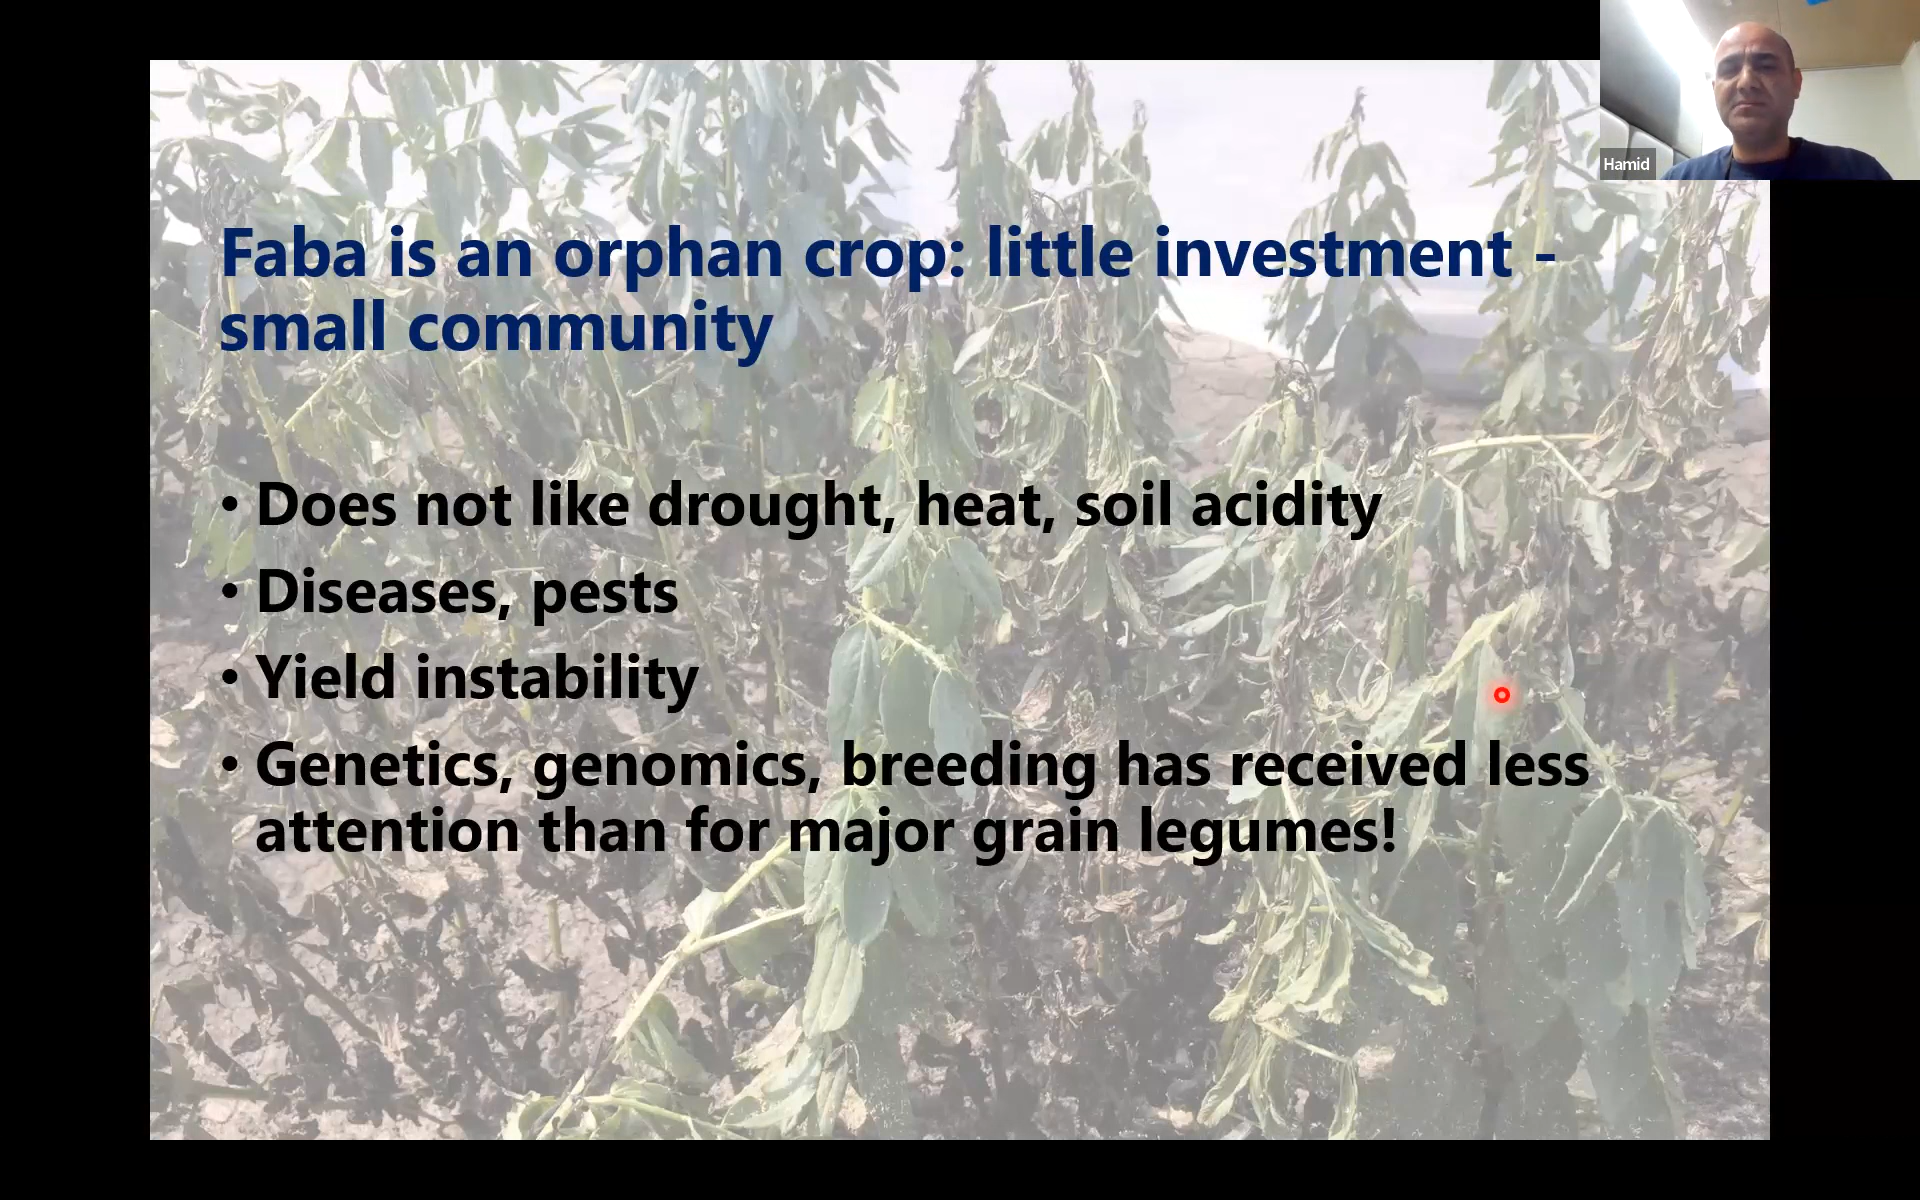 Hamid
Faba is an orphan crop: little investment -
small community
• Does not like drought, heat, soil acidity
• Diseases, pests
• Yield instability
• Genetics, genomics, breeding has received less
attention than for major grain legumes!